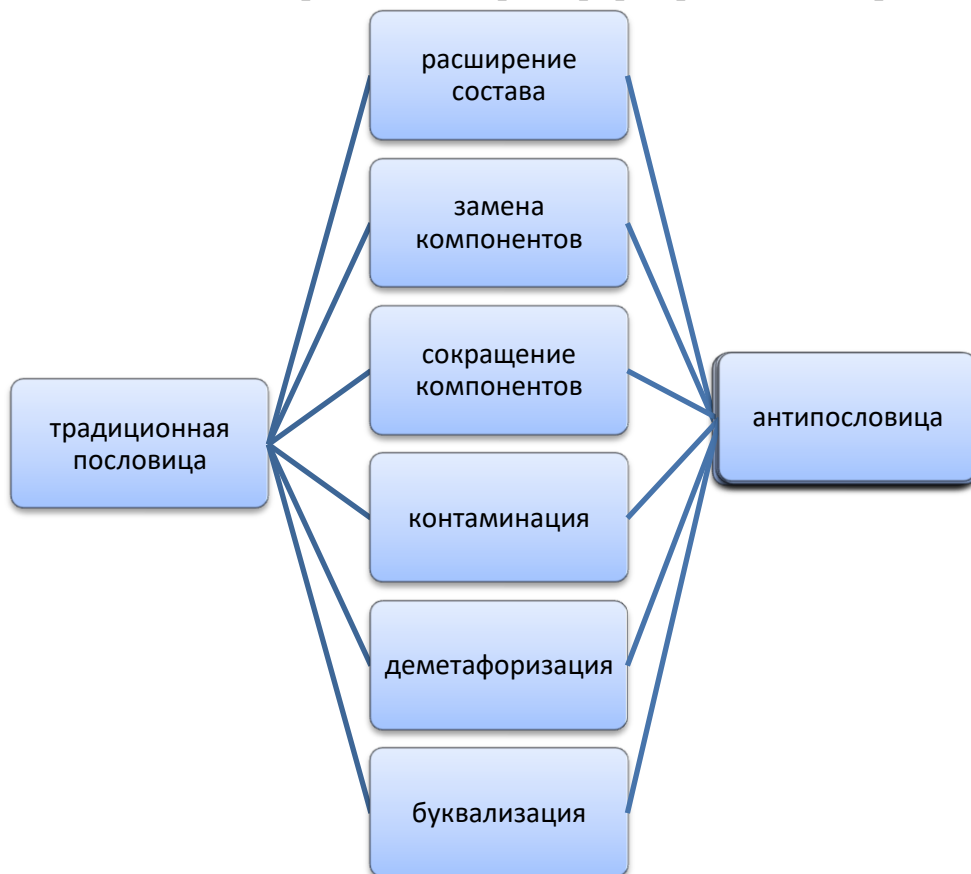 расширение
состава
замена
компонентов
сокращение
компонентов
традиционная
пословица
антипословица
контаминация
деметафоризация
буквализация